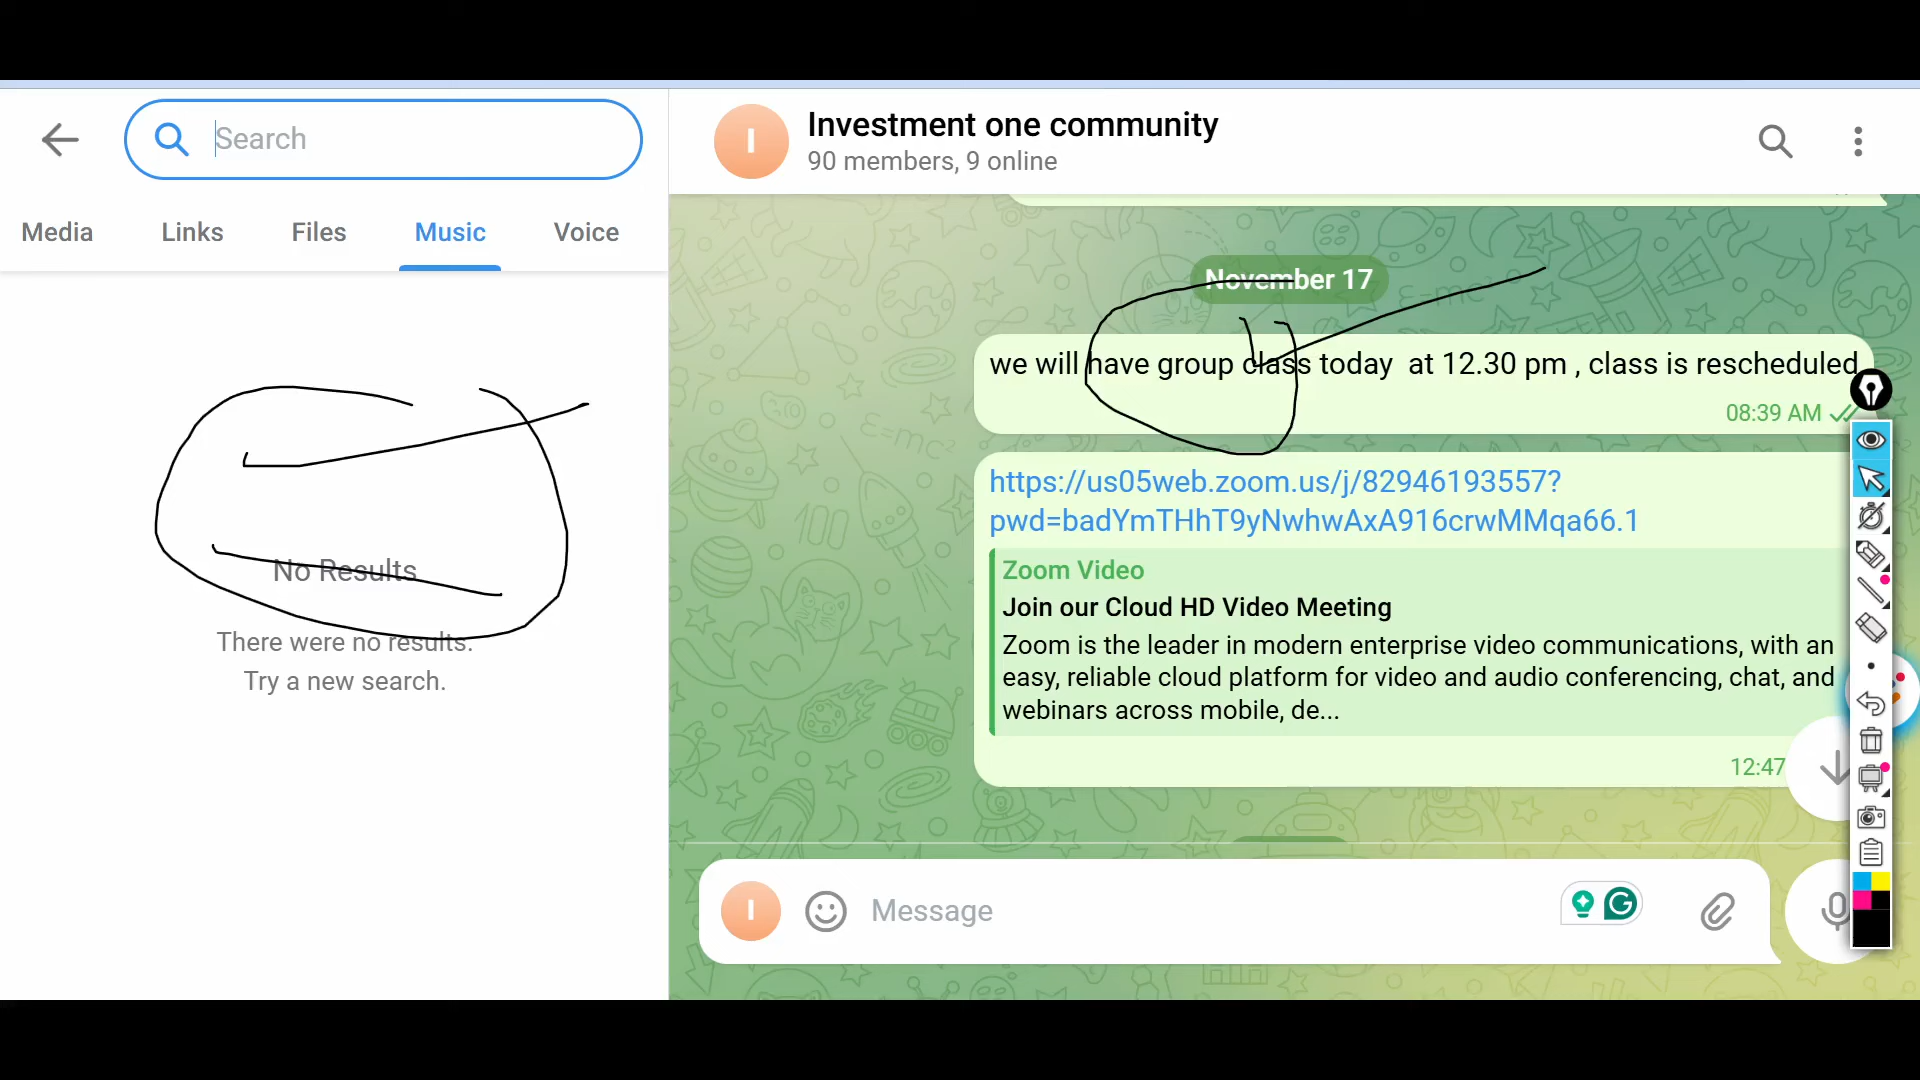 Search
Media Links Files Music Voice
No Results
There were no results.
Try a new search.
I
Investment one community
90 members, 9 online
November 17
we will have group class today at 12.30 pm , class is rescheduled
08:39 AM
https://us05web.zoom.us/j/82946193557?
pwd=badYmTHhT9yNwhwAxA916crwMMqa66.1
Zoom Video
Join our Cloud HD Video Meeting
Zoom is the leader in modern enterprise video communications, with an
easy, reliable cloud platform for video and audio conferencing, chat, and
webinars across mobile, de...
12:47
I
Message